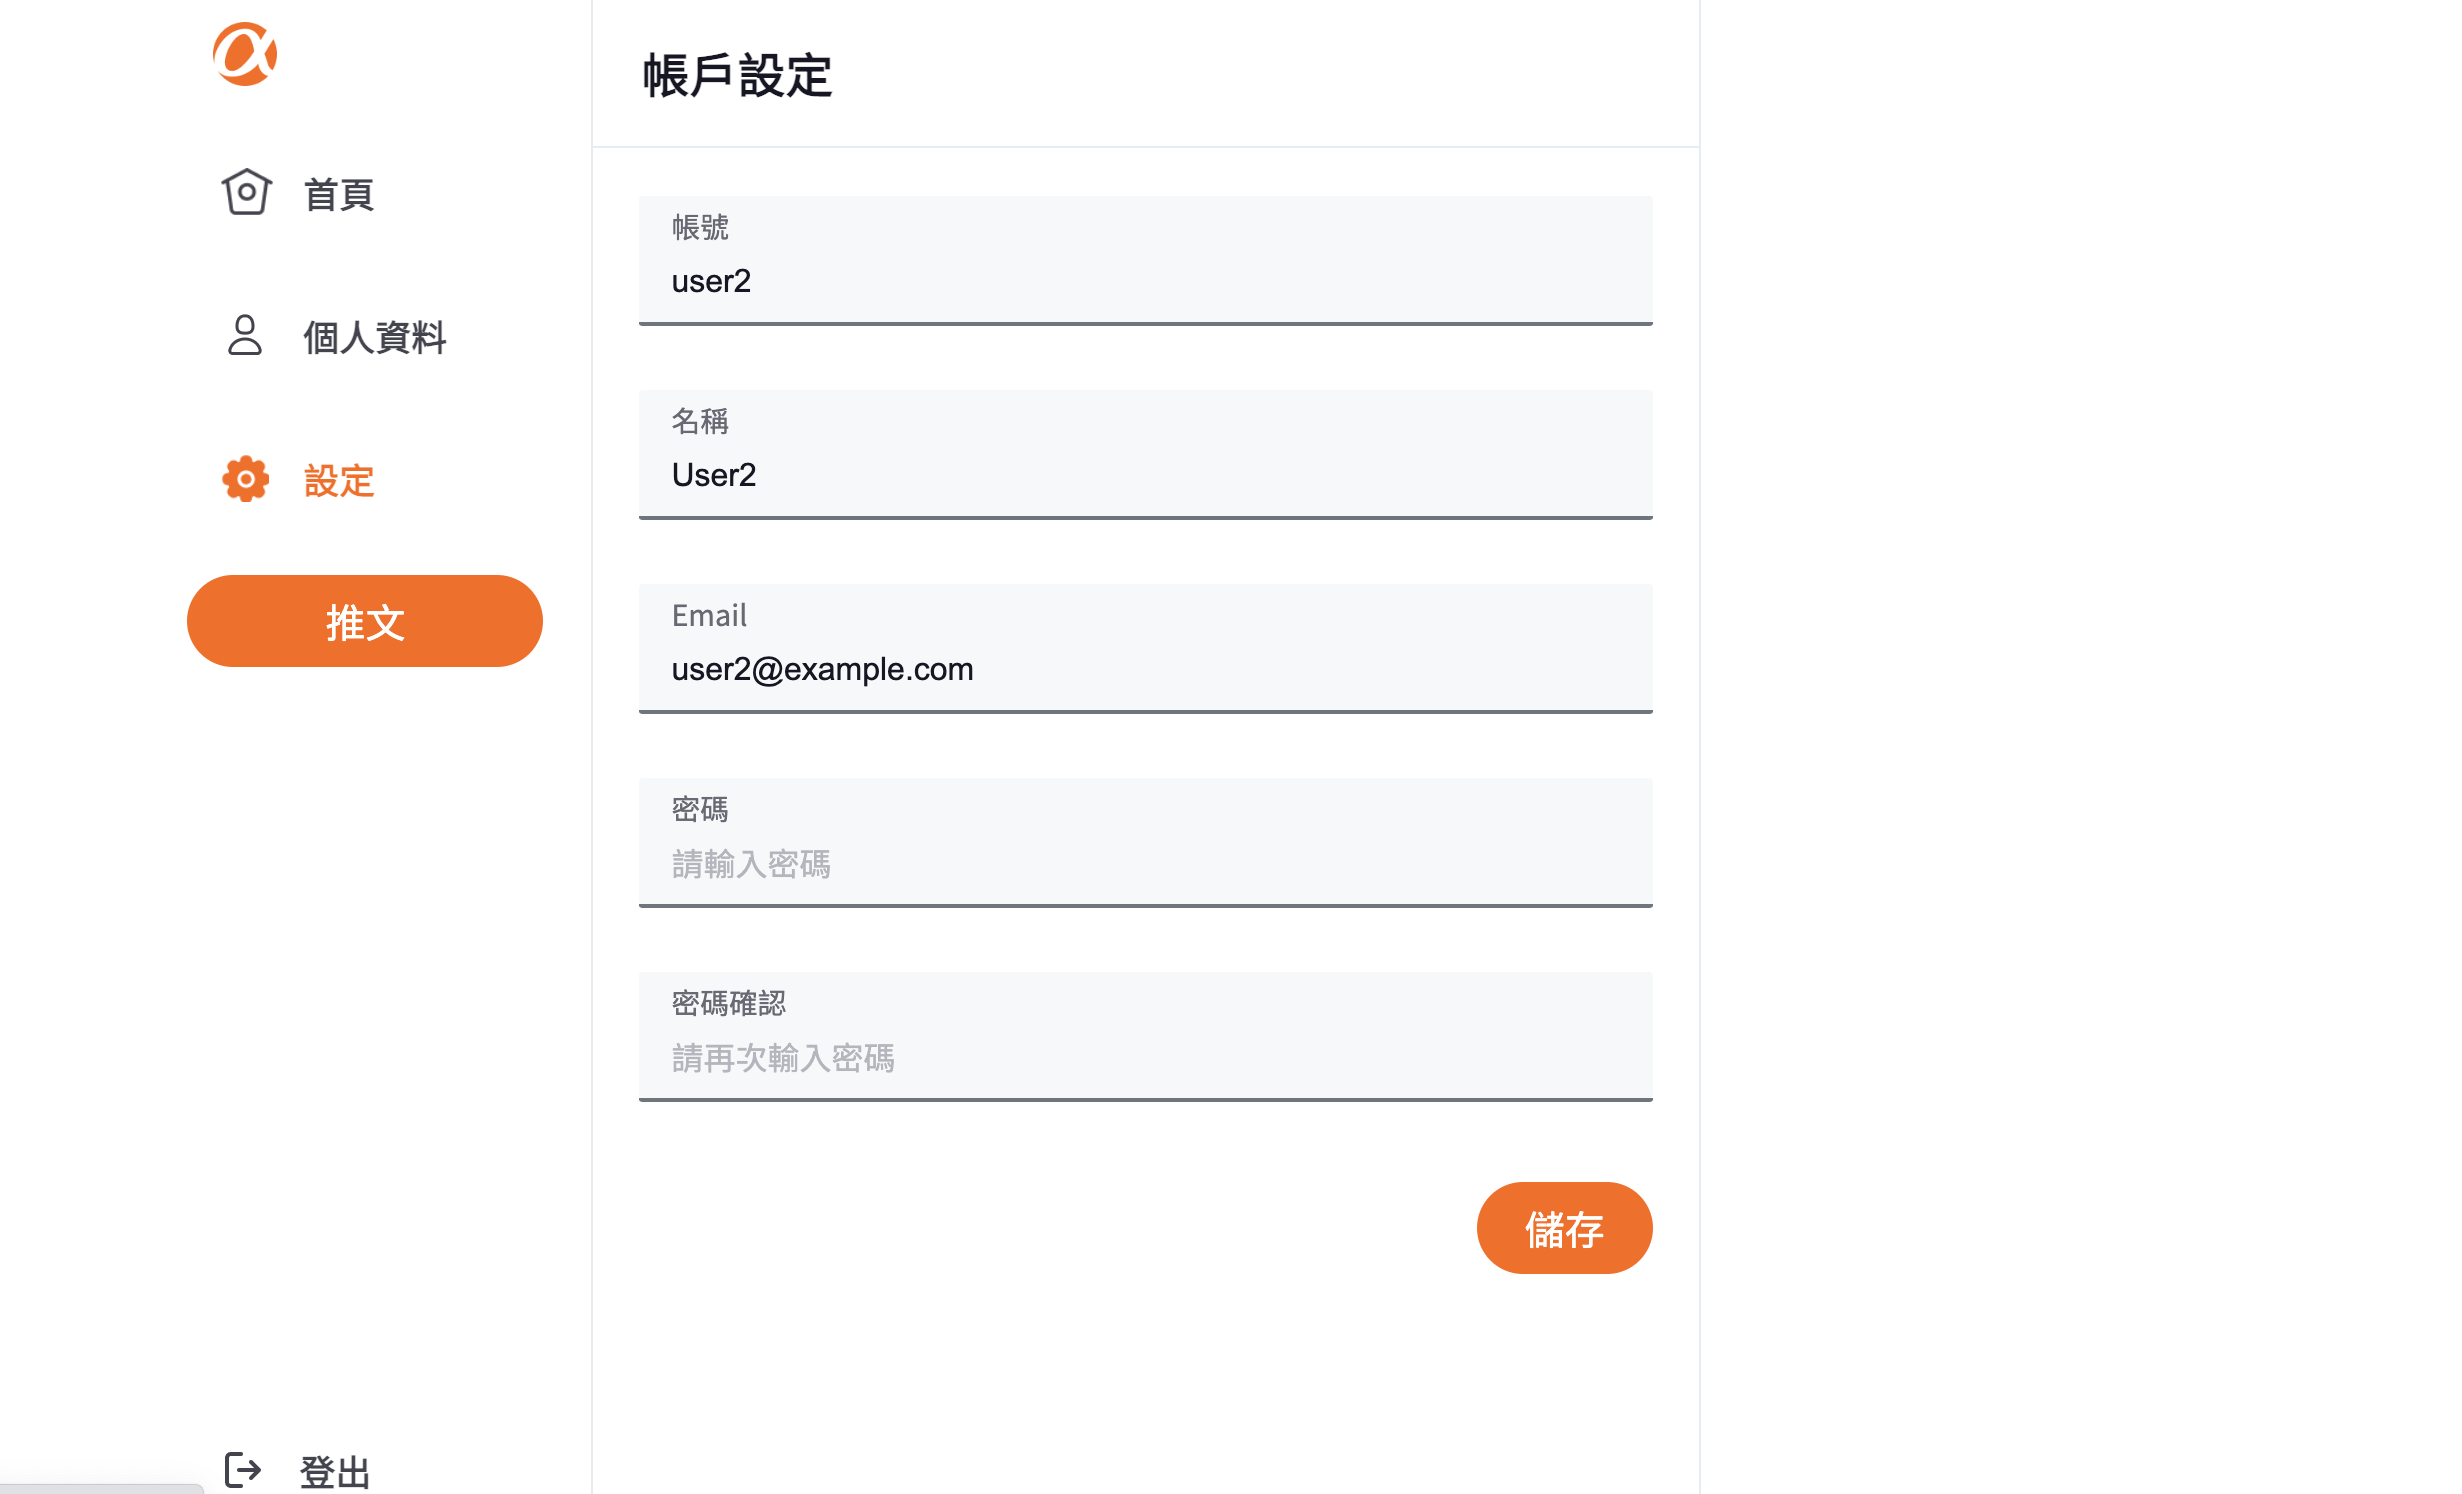 首頁
個人資料
設定
推文
登出
帳戶設定
帳號
user2
名稱
User2
Email
user2@example.com
密碼
請輸入密碼
密碼確認
請再次輸入密碼
儲存